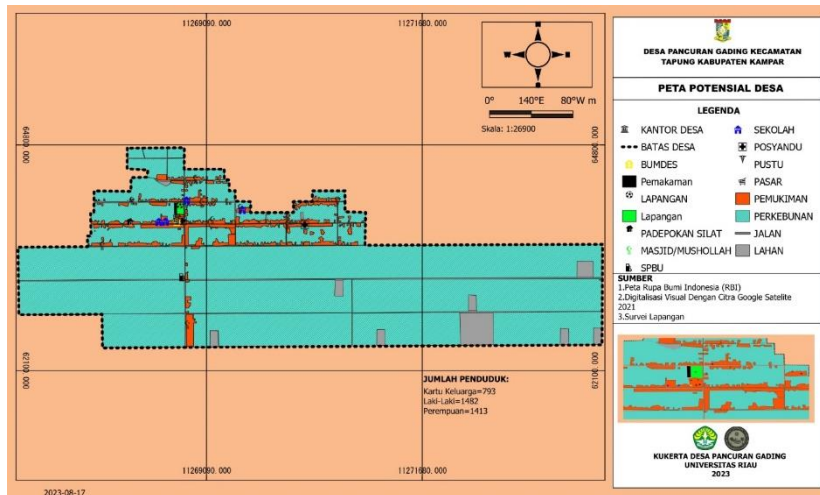 11269090.000
11271680.000
0° 140°E 80°W m
Skala: 1:26900
64800.000
64800.000
62100.000
62100.000
JUMLAH PENDUDUK:
Kartu Keluarga=793
Laki-Laki=1482
Perempuan=1413
11269090.000
11271680.000
2023-08-17
DESA PANCURAN GADING KECAMATAN
TAPUNG KABUPATEN KAMPAR
PETA POTENSIAL DESA
LEGENDA
KANTOR DESA
BATAS DESA
BUMDES
Pemakaman
LAPANGAN
Lapangan
PADEPOKAN SILAT
MASJID/MUSHOLLAH
SPBU
SEKOLAH
POSYANDU
PUSTU
PASAR
PEMUKIMAN
PERKEBUNAN
JALAN
LAHAN
SUMBER
1.Peta Rupa Bumi Indonesia (RBI)
2.Digitalisasi Visual Dengan Citra Google Satelite
2021
3.Survei Lapangan
KUKERTA DESA PANCURAN GADING
UNIVERSITAS RIAU
2023